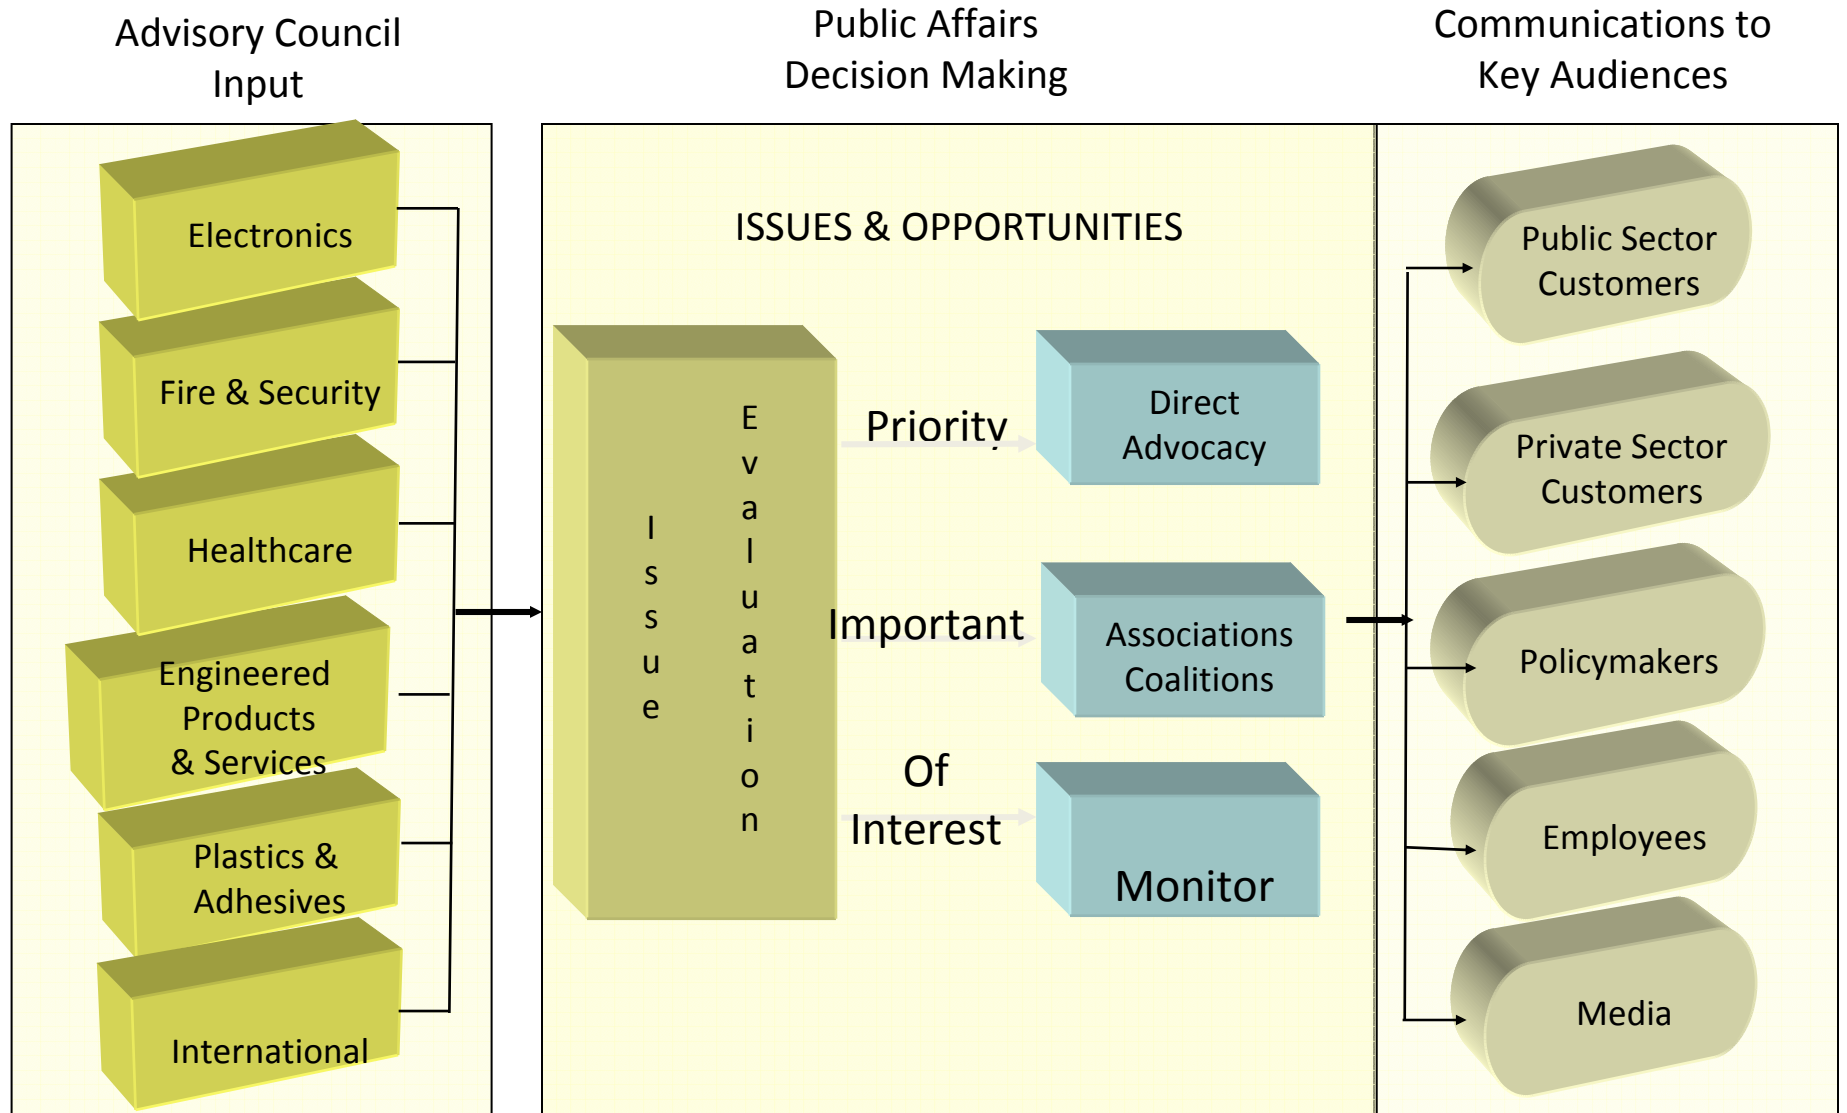 Advisory Council
Input
Public Affairs
Decision Making
Communications to
Key Audiences
Electronics
Fire & Security
Healthcare
Engineered
Products
& Services
Plastics &
Adhesives
International
ISSUES & OPPORTUNITIES
Issue
Evaluation
Priority
Important
Of
Interest
Direct
Advocacy
Associations
Coalitions
Monitor
Public Sector
Customers
Private Sector
Customers
Policymakers
Employees
Media